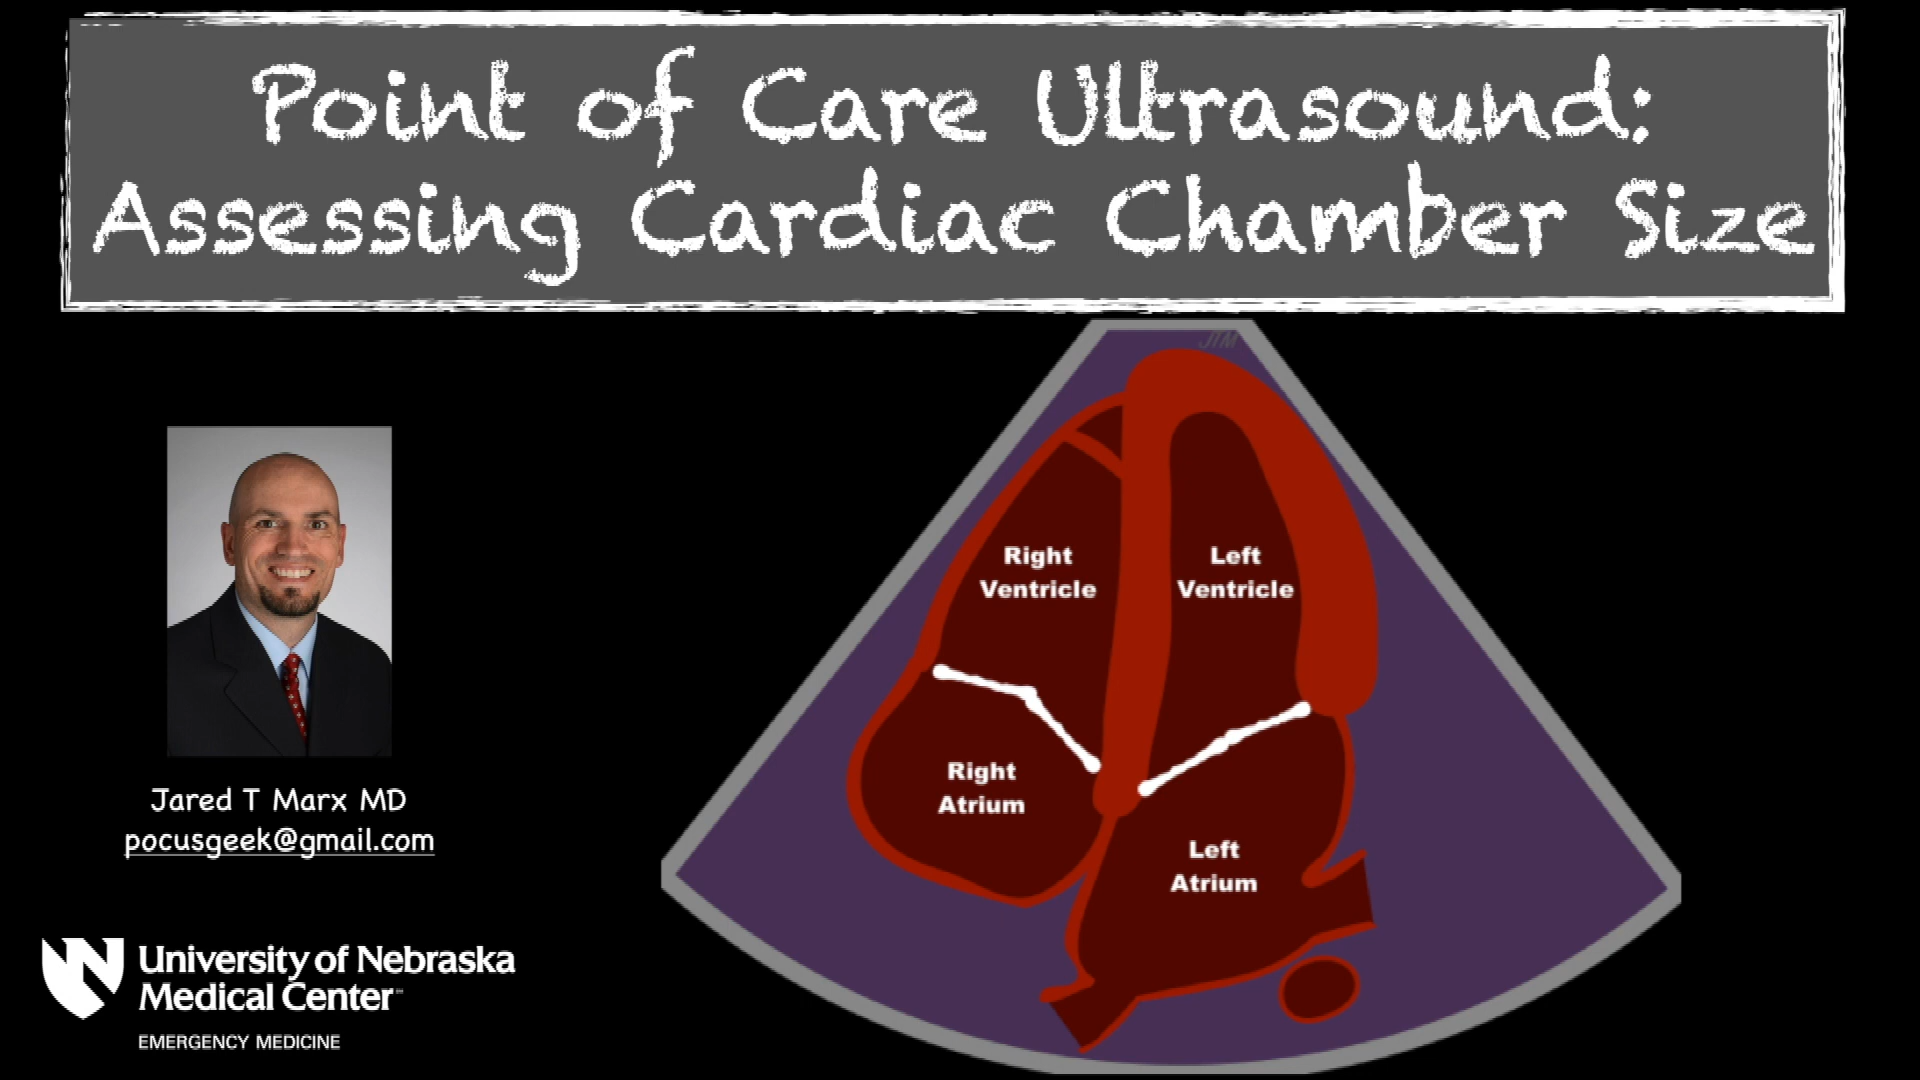 Point of Care Ultrasound:
Assessing Cardiac Chamber Size
JTM
Right
Ventricle
Left
Ventricle
Right
Atrium
Left
Atrium
Jared T Marx MD
pocusgeek@gmail.com
University of Nebraska
Medical Center
EMERGENCY MEDICINE